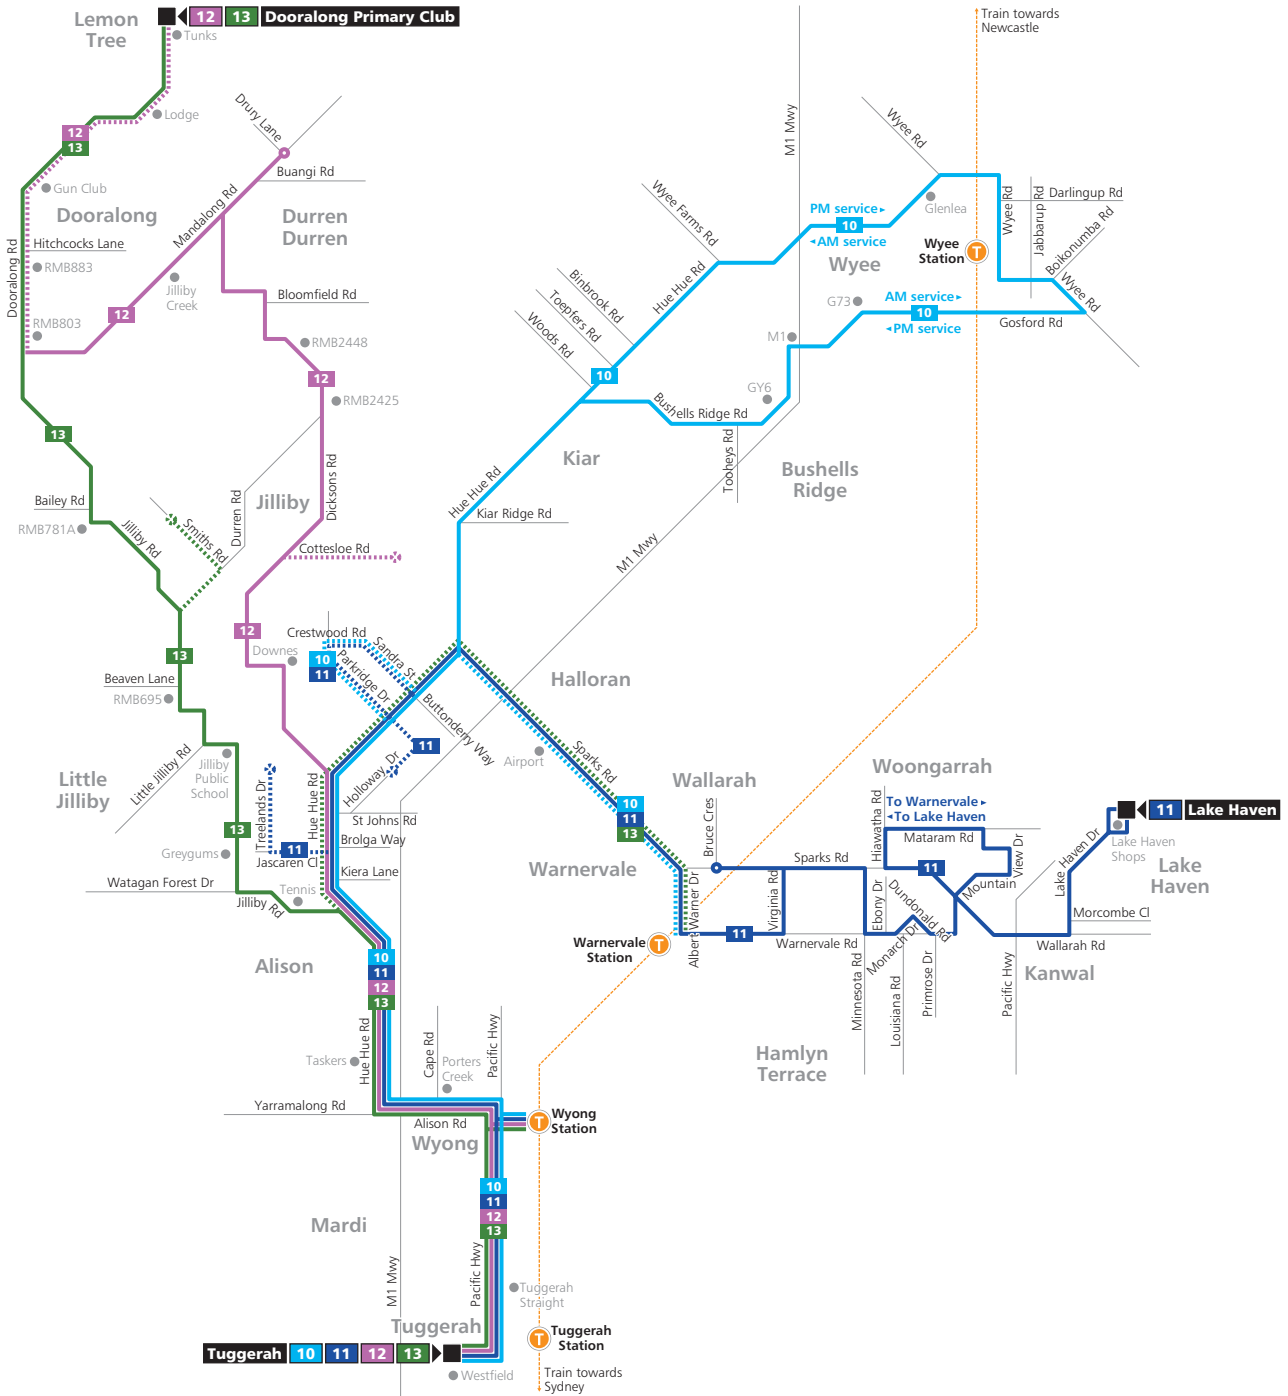 Lemon
Tree
12 13 Dooralong Primary Club
Tunks
Lodge
Drury Lane
12
13
Buangi Rd
Gun Club
Dooralong
Mandalong Rd
Durren
Durren
Hitchcocks Lane
Dooralong Rd
RMB883
Jilliby
Creek
Bloomfield Rd
12
RMB803
RMB2448
12
RMB2425
13
Bailey Rd
RMB781A
Jilliby Rd
Smiths Rd
Durren Rd
Jilliby
Dicksons Rd
Cottesloe Rd
12
13
Downes
Beaven Lane
RMB695
Little Jilliby Rd
Jilliby
Public
School
Little
Jilliby
13
Greygums
Watagan Forest Dr
Jilliby Rd
Tennis
Treelands Dr
11
Jascaren Cl
Hue Hue Rd
Crestwood Rd
10
11
Sandra St
Parkridge Dr
Buttonderry Way
11
Holloway Dr
St Johns Rd
Brolga Way
Kiera Lane
Alison
10
11
12
13
Hue Hue Rd
Taskers
Cape Rd
Porters
Creek
Pacific Hwy
Yarramalong Rd
Alison Rd
Wyong
T
Wyong
Station
10
11
12
13
Mardi
M1 Mwy
Pacific Hwy
Tuggerah
Straight
Tuggerah
T
Tuggerah
Station
Tuggerah 10 11 12 13
Westfield
Train towards
Sydney
Train towards
Newcastle
M1 Mwy
Wyee Rd
Wyee Farms Rd
PM service
10
AM service
Wyee
Glenlea
Wyee
Station
T
Wyee Rd
Jabbarup Rd
Darlingup Rd
Boikonumba Rd
Wyee Rd
Gosford Rd
AM service
10
PM service
G73
M1
GY6
Hue Hue Rd
Binbrook Rd
Toepfers Rd
Woods Rd
10
Bushells Ridge Rd
Tooheys Rd
Kiar
Bushells
Ridge
Hue Hue Rd
Kiar Ridge Rd
M1 Mwy
Halloran
Airport
Sparks Rd
10
11
13
Wallarah
Bruce Cres
Warnervale
Warnervale
Station
T
Albert Warner Dr
11
Virginia Rd
Sparks Rd
Warnervale Rd
Minnesota Rd
Hamlyn
Terrace
Woongarrah
Hiawatha Rd
To Warnervale
To Lake Haven
Mataram Rd
11
View Dr
Mountain
Ebony Dr
Dundonald Rd
Monarch Dr
Louisiana Rd
Primrose Dr
Pacific Hwy
Kanwal
Wallarah Rd
Morcombe Cl
Lake Haven Dr
11 Lake Haven
Lake Haven
Shops
Lake
Haven